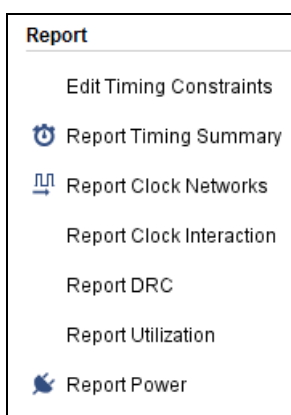 Report
Edit Timing Constraints
Report Timing Summary
Report Clock Networks
Report Clock Interaction
Report DRC
Report Utilization
Report Power